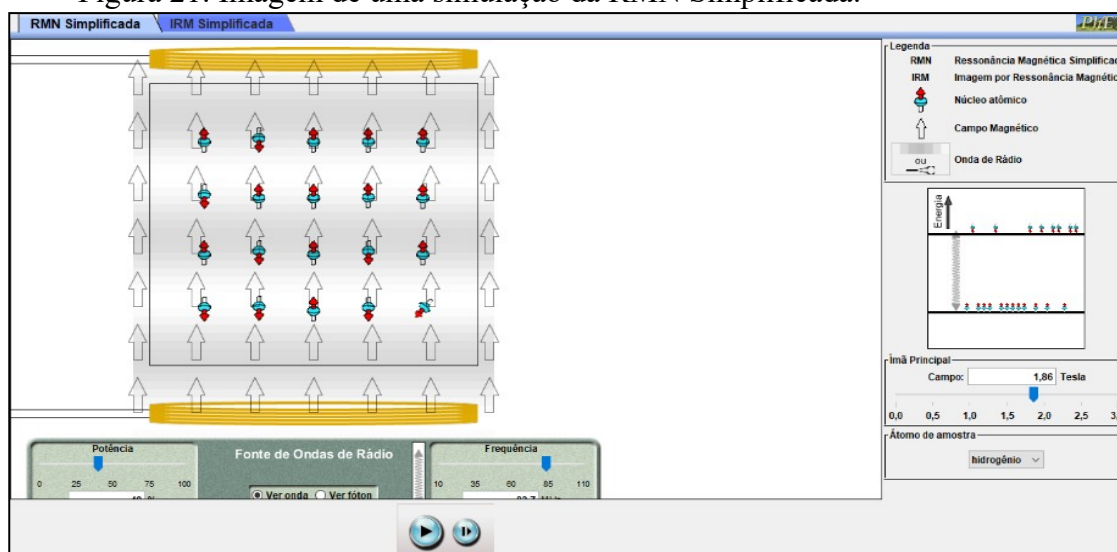 Figura 21: Imagem de uma simulação da RMN Simplificada.
RMN Simplificada
IRM Simplificada
PhET
Legenda
RMN Ressonância Magnética Simplificad
IRM Imagem por Ressonância Magnétic
Núcleo atômico
Campo Magnético
ou
Onda de Rádio
Energia
Ímã Principal
Campo: 1,86 Tesla
0,0 0,5 1,0 1,5 2,0 2,5 3.
Átomo de amostra
hidrogênio
Potência
0 25 50 75 100
Fonte de Ondas de Rádio
Ver onda Ver fóton
Frequência
10 35 60 85 110